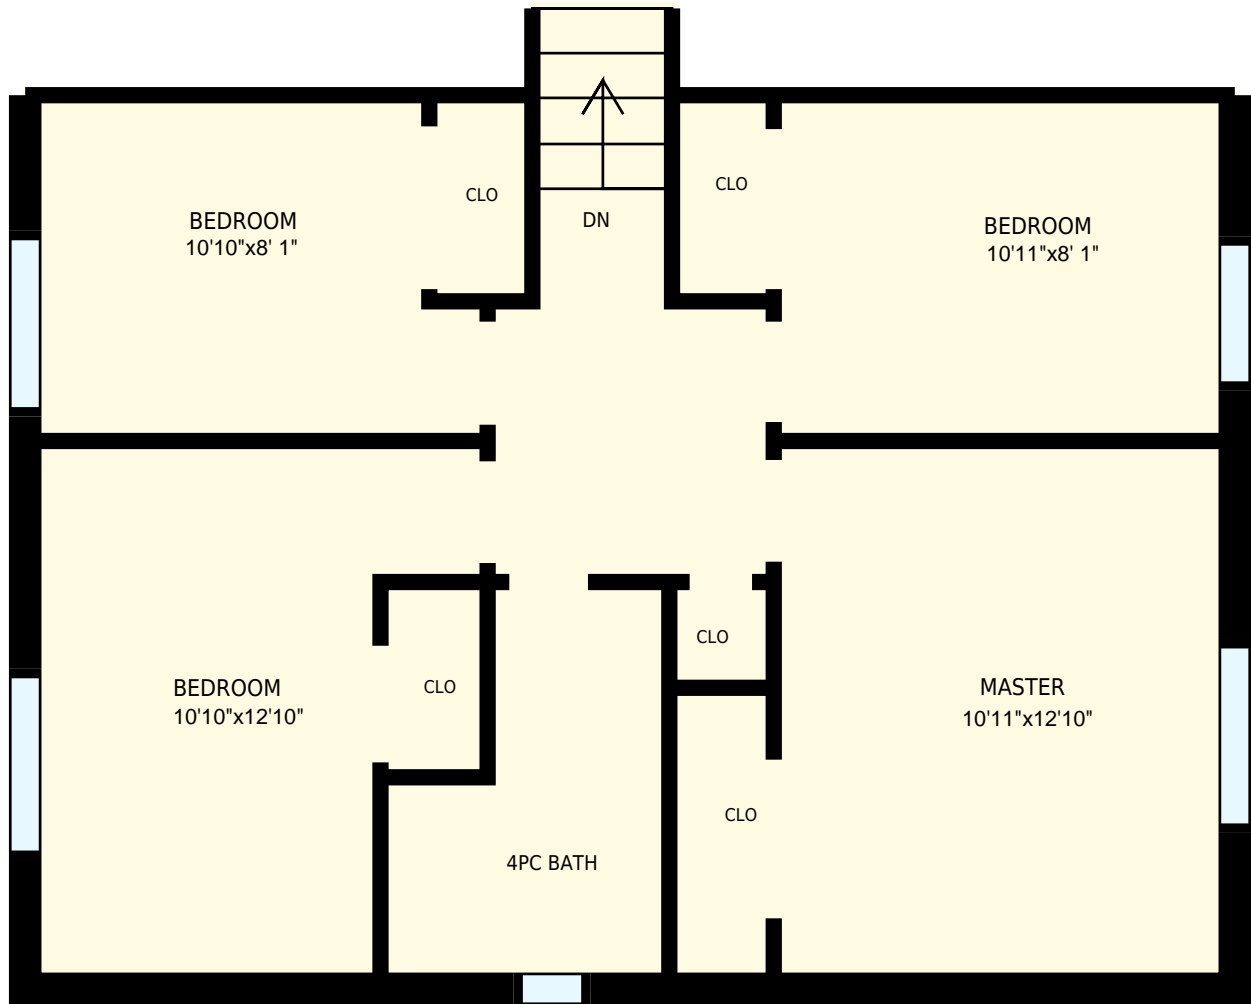 CLO
CLO
BEDROOM
10'10"x8' 1"
DN
BEDROOM
10'11"x8' 1"
CLO
BEDROOM
10'10"x12'10"
CLO
MASTER
10'11"x12'10"
CLO
4PC BATH